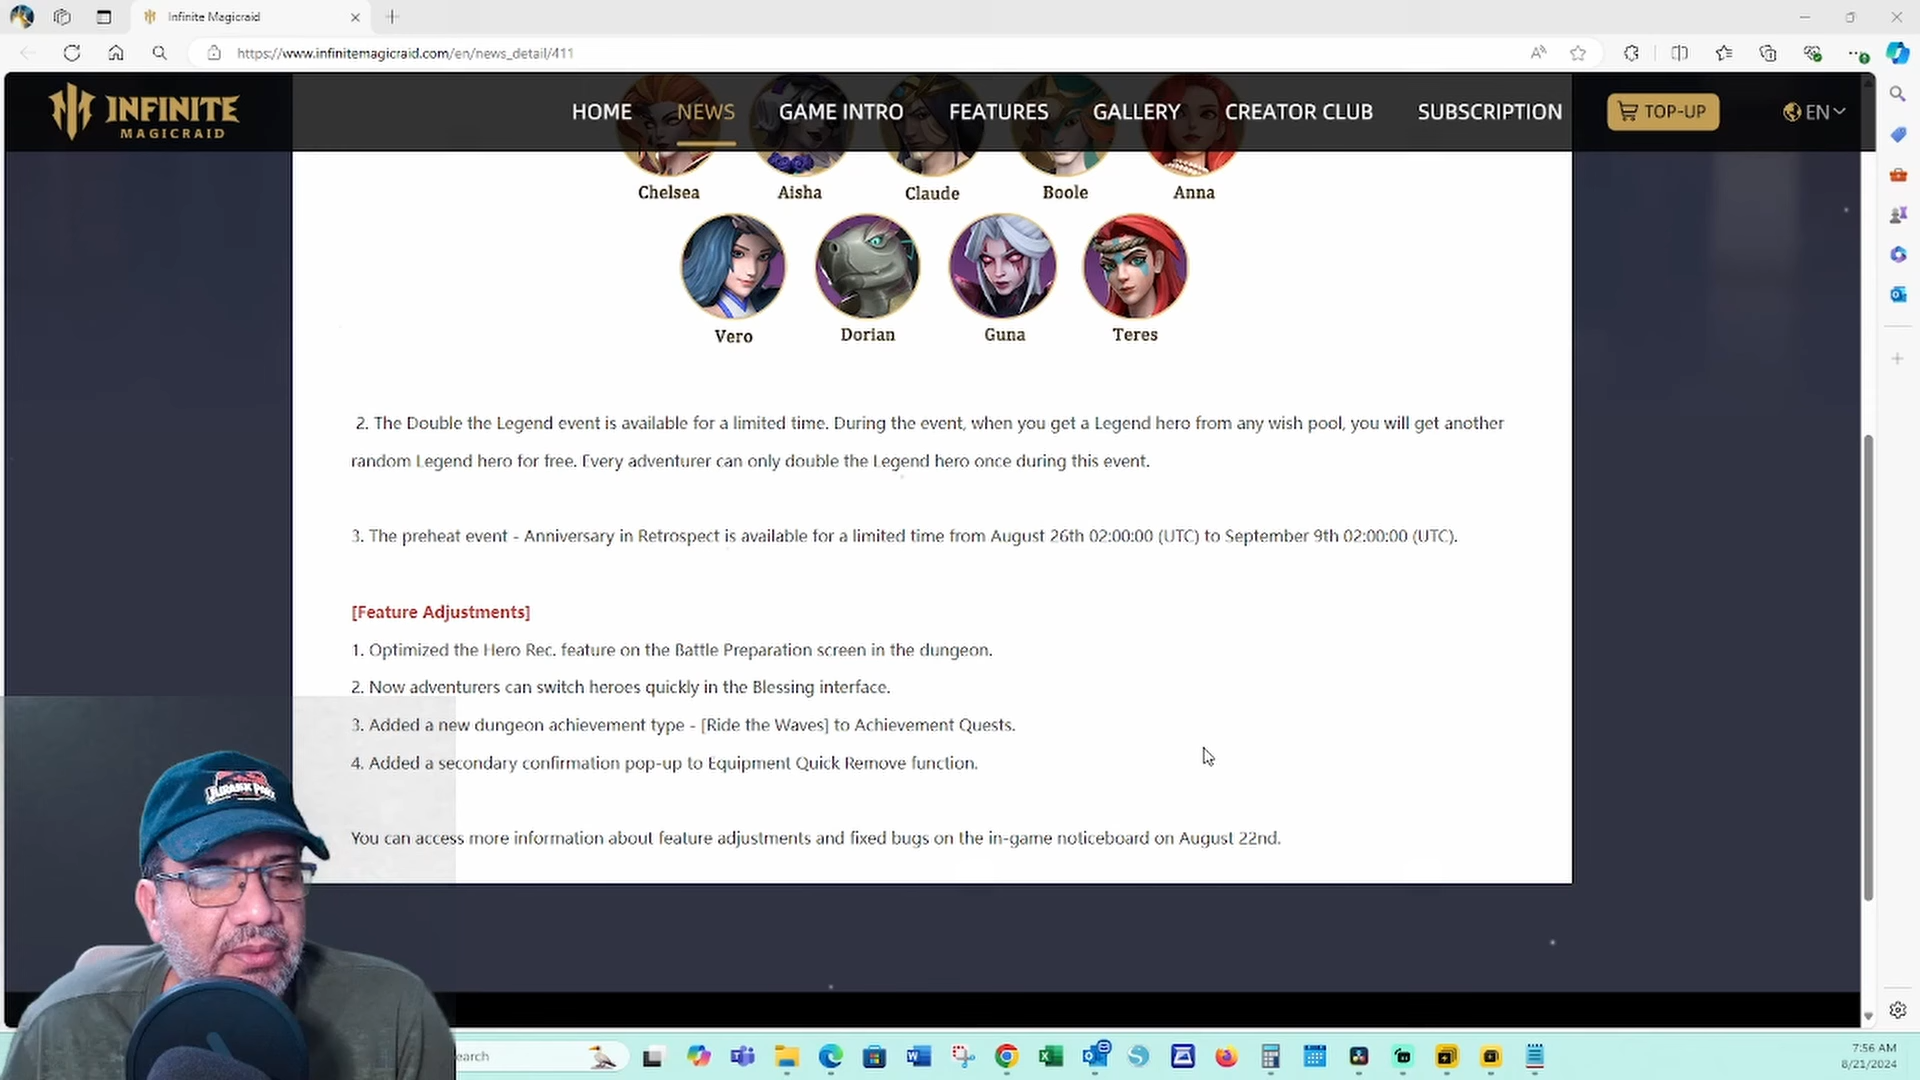 Infinite Magicraid
https://www.infinitemagicraid.com/en/news_detail/411
INFINITE
MAGICRAID
HOME NEWS GAME INTRO FEATURES GALLERY CREATOR CLUB SUBSCRIPTION TOP-UP EN
Chelsea Aisha Claude Boole Anna
Vero Dorian Guna Teres
2. The Double the Legend event is available for a limited time. During the event, when you get a Legend hero from any wish pool, you will get another
random Legend hero for free. Every adventurer can only double the Legend hero once during this event.
3. The preheat event - Anniversary in Retrospect is available for a limited time from August 26th 02:00:00 (UTC) to September 9th 02:00:00 (UTC).
[Feature Adjustments]
1. Optimized the Hero Rec. feature on the Battle Preparation screen in the dungeon.
2. Now adventurers can switch heroes quickly in the Blessing interface.
3. Added a new dungeon achievement type - [Ride the Waves] to Achievement Quests.
4. Added a secondary confirmation pop-up to Equipment Quick Remove function.
You can access more information about feature adjustments and fixed bugs on the in-game noticeboard on August 22nd.
JURASSIC PARK
earch
7:56 AM
8/21/2024